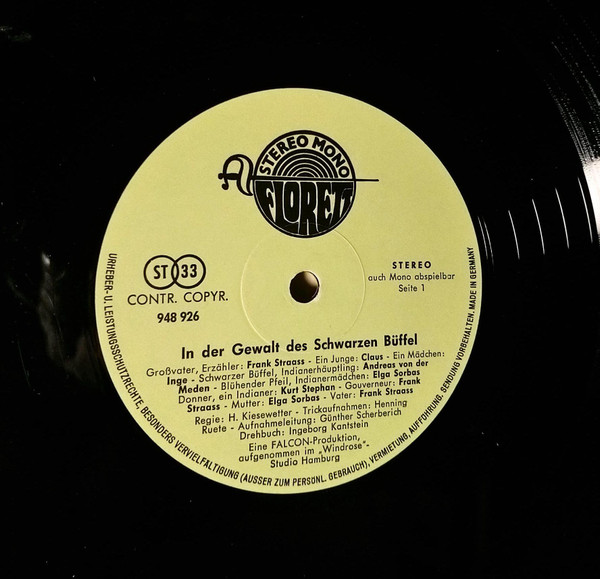 STEREO MONO
FLORETT
ST 33
CONTR. COPYR.
948 926
STEREO
auch Mono abspielbar
Seite 1
In der Gewalt des Schwarzen Büffel
Großvater, Erzähler: Frank Straass - Ein Junge: Claus - Ein Mädchen:
Inge - Schwarzer Büffel, Indianerhäuptling: Andreas von der
Meden - Blühender Pfeil, Indianermädchen: Elga Sorbas
Donner, ein Indianer: Kurt Stephan - Gouverneur: Frank
Straass - Mutter: Elga Sorbas - Vater: Frank Straass
Regie: H. Kiesewetter - Trickaufnahmen: Henning
Ruete - Aufnahmeleitung: Günther Scherberich
Drehbuch: Ingeborg Kantstein
Eine FALCON-Produktion,
aufgenommen im „Windrose"-
Studio Hamburg
URHEBER- U. LEISTUNGSSCHUTZRECHTE, BESONDERS VERVIELFÄLTIGUNG (AUSSER ZUM PERSÖNL. GEBRAUCH), VERMIETUNG, AUFFÜHRUNG, SENDUNG VORBEHALTEN. MADE IN GERMANY